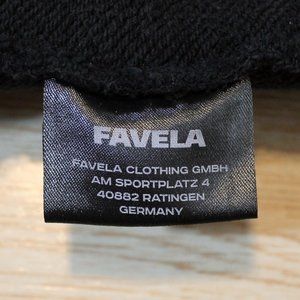 FAVELA
FAVELA CLOTHING GMBH
AM SPORTPLATZ 4
40882 RATINGEN
GERMANY